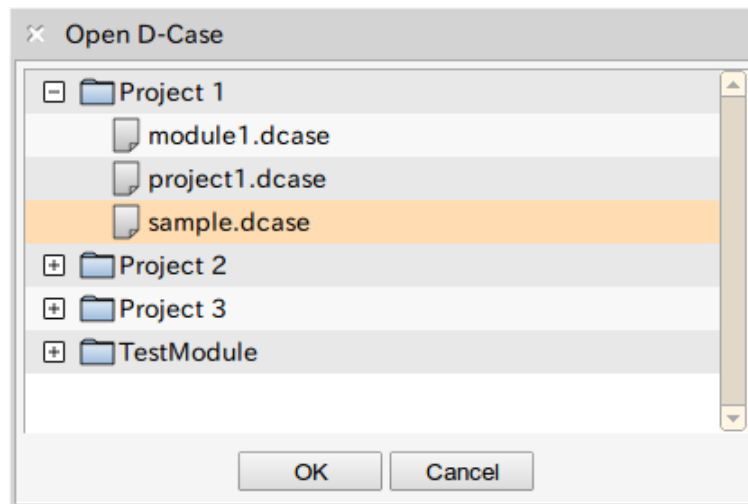 Open D-Case
Project 1
module1.dcase
project1.dcase
sample.dcase
Project 2
Project 3
TestModule
OK Cancel